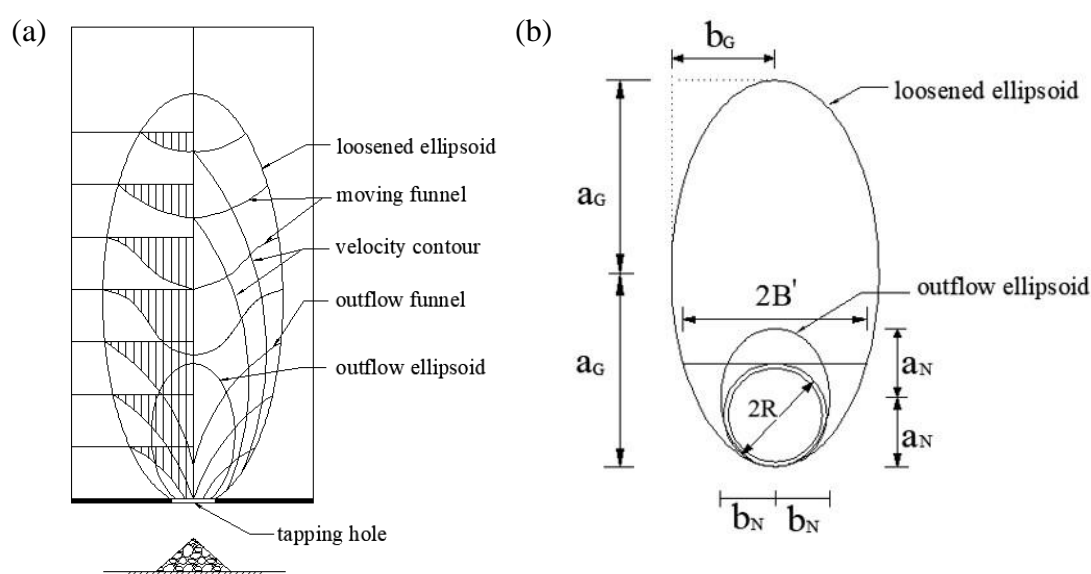 (a)
loosened ellipsoid
moving funnel
velocity contour
outflow funnel
outflow ellipsoid
tapping hole
(b)
b_G
loosened ellipsoid
a_G
outflow ellipsoid
2B'
a_G
a_N
2R
a_N
b_N b_N